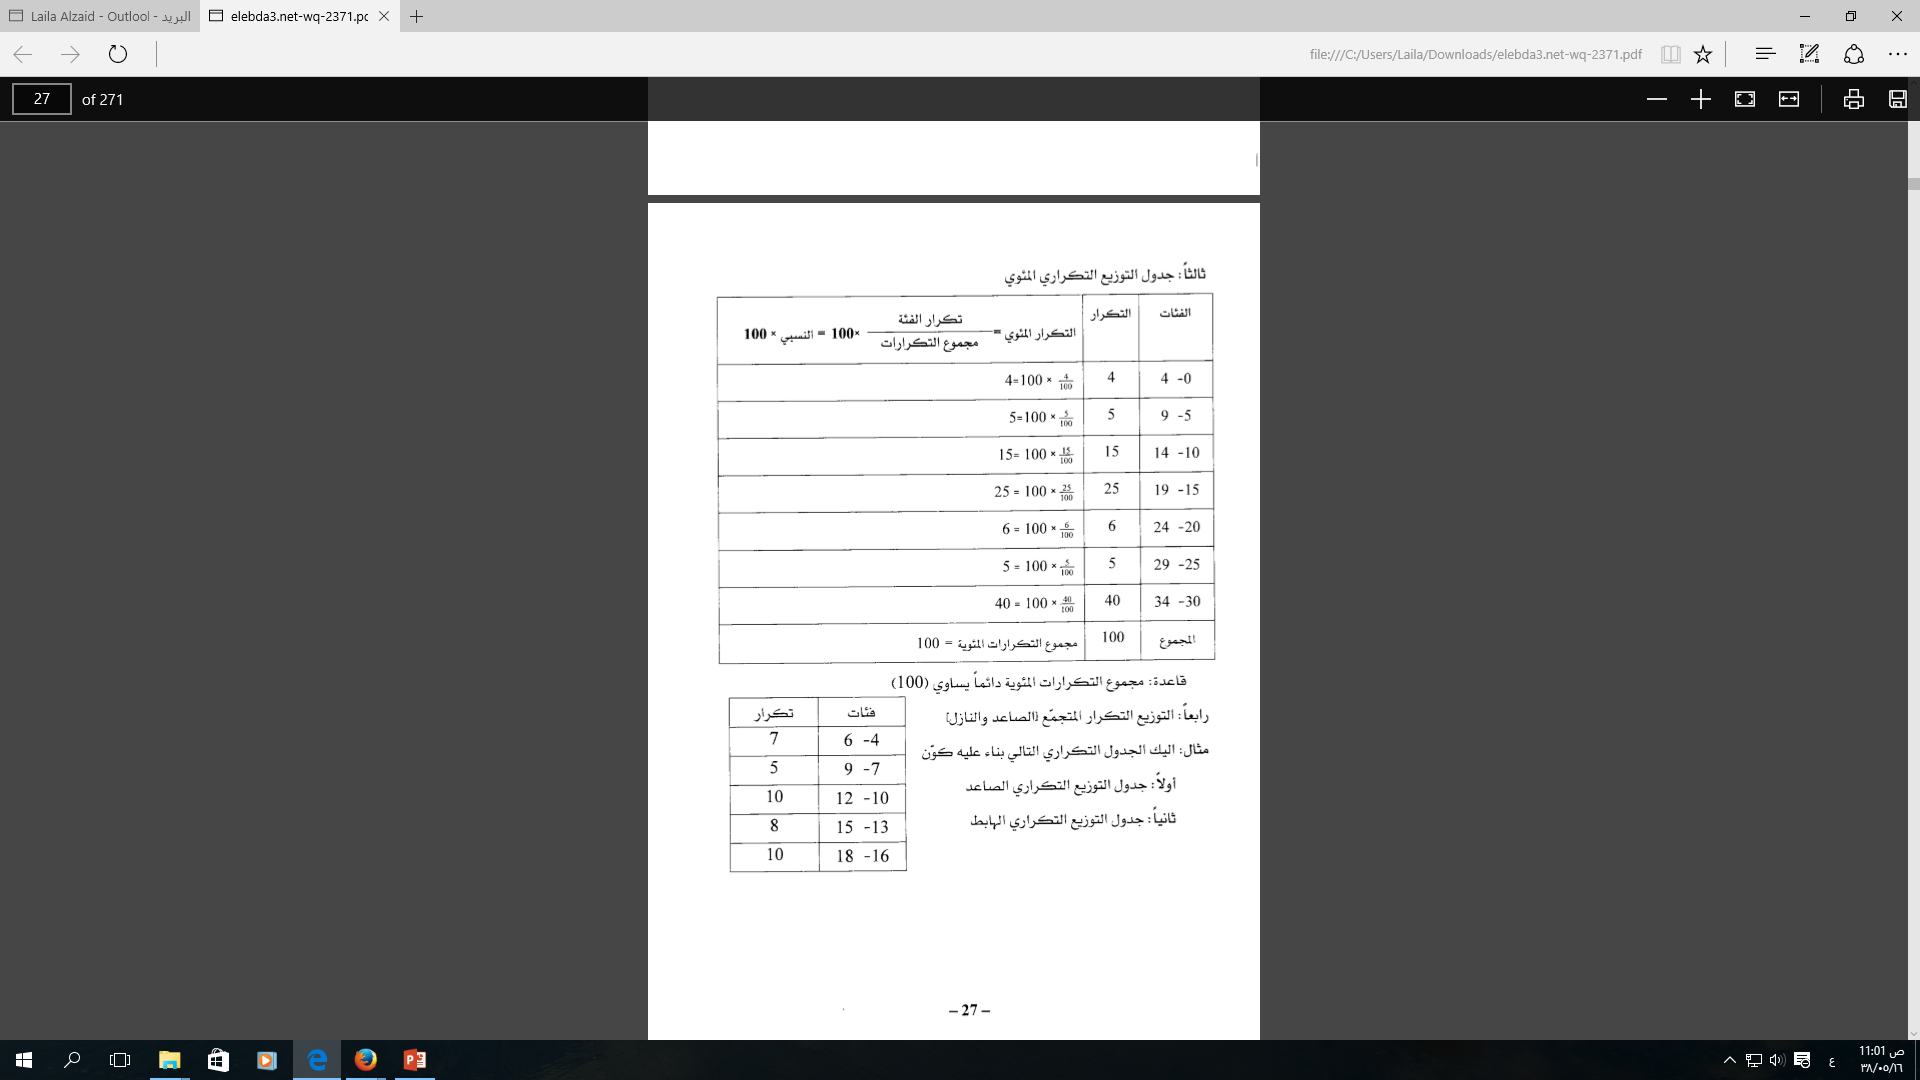 Laila Alzaid - Outlool - البريد
elebda3.net-wq-2371.pc
file:///C:/Users/Laila/Downloads/elebda3.net-wq-2371.pdf
27 of 271
ثالثاً: جدول التوزيع التكراري المئوي
الفئات التكرار التكرار المئوي = تكرار الفئة / مجموع التكرارات ×100 = النسبي × 100
0- 4 4 4/100 × 100=4
5- 9 5 5/100 × 100=5
10- 14 15 15/100 × 100 =15
15- 19 25 25/100 × 100 = 25
20- 24 6 6/100 × 100 = 6
25- 29 5 5/100 × 100 = 5
30- 34 40 40/100 × 100 = 40
المجموع 100 مجموع التكرارات المئوية = 100
قاعدة: مجموع التكرارات المئوية دائماً يساوي (100)
رابعاً: التوزيع التكرار المتجمّع [الصاعد والنازل]
مثال: اليك الجدول التكراري التالي بناء عليه كوّن
أولاً: جدول التوزيع التكراري الصاعد
ثانياً: جدول التوزيع التكراري الهابط
فئات تكرار
4- 6 7
7- 9 5
10- 12 10
13- 15 8
16- 18 10
– 27 –
ع
11:01 ص
٣٨/٠٥/١٦